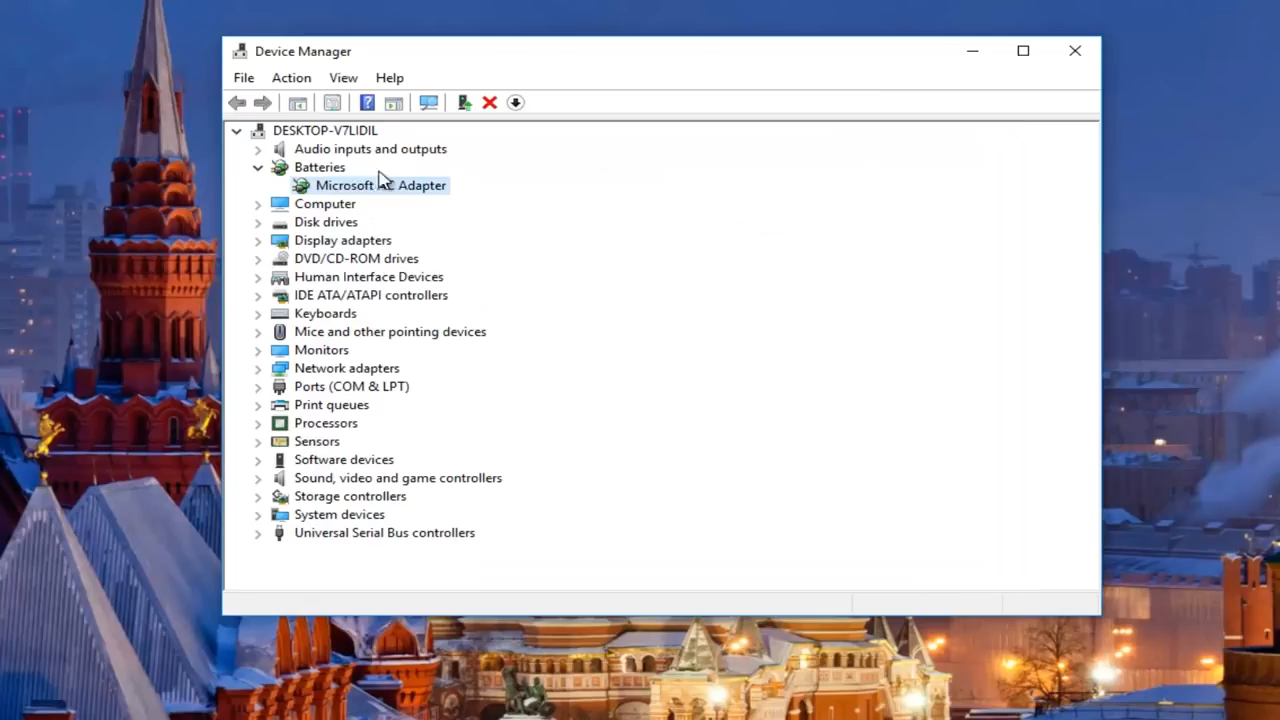 Device Manager
File Action View Help
DESKTOP-V7LIDIL
Audio inputs and outputs
Batteries
Microsoft Adapter
Computer
Disk drives
Display adapters
DVD/CD-ROM drives
Human Interface Devices
IDE ATA/ATAPI controllers
Keyboards
Mice and other pointing devices
Monitors
Network adapters
Ports (COM & LPT)
Print queues
Processors
Sensors
Software devices
Sound, video and game controllers
Storage controllers
System devices
Universal Serial Bus controllers